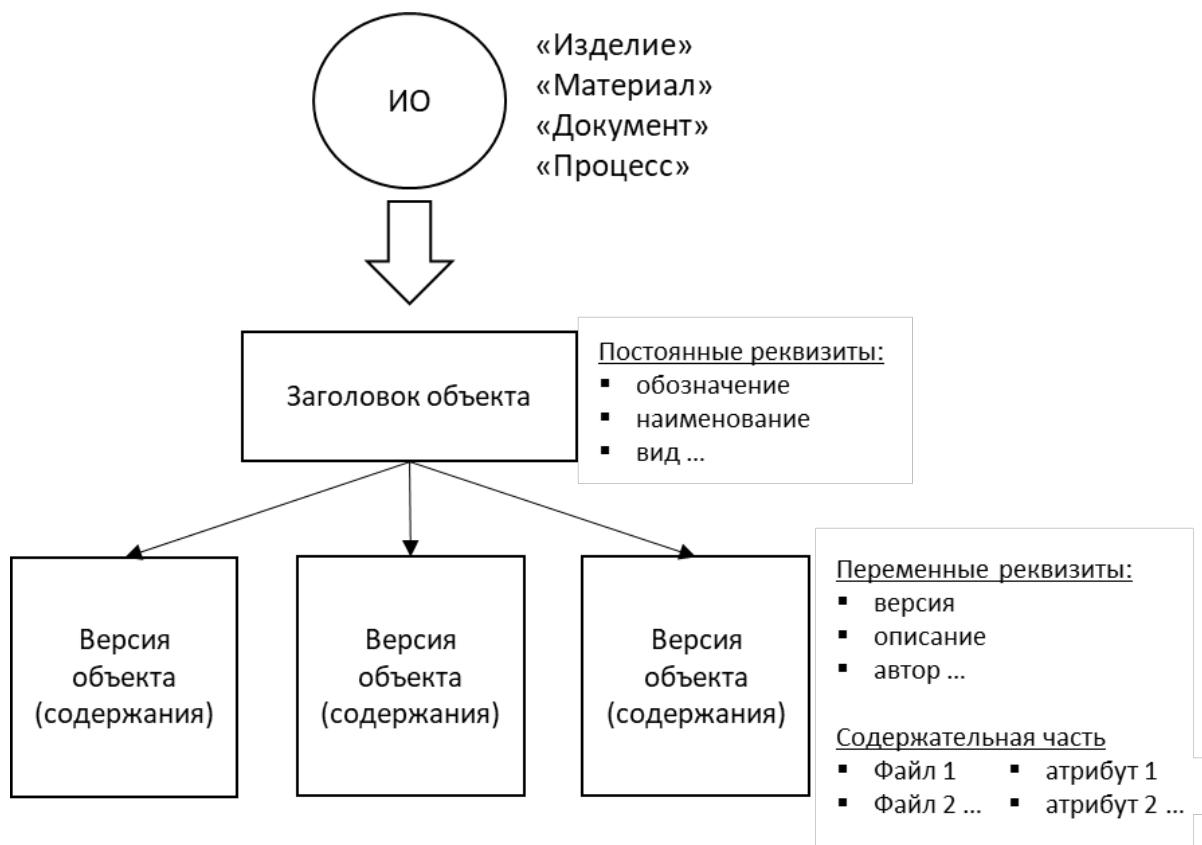 ИО
«Изделие»
«Материал»
«Документ»
«Процесс»
Заголовок объекта
Постоянные реквизиты:
▪ обозначение
▪ наименование
▪ вид ...
Версия
объекта
(содержания)
Версия
объекта
(содержания)
Версия
объекта
(содержания)
Переменные реквизиты:
▪ версия
▪ описание
▪ автор ...
Содержательная часть
▪ Файл 1 ▪ атрибут 1
▪ Файл 2 ... ▪ атрибут 2 ...